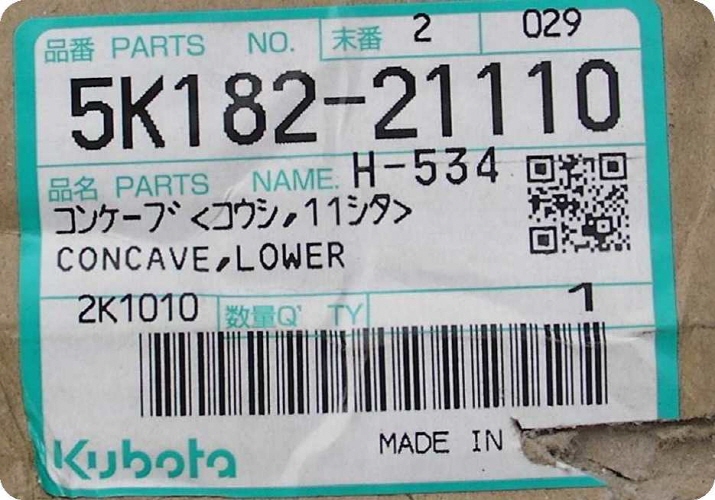 品番 PARTS NO. 末番 2 029
5K182-21110
品名 PARTS NAME. H-534
コンケーブ<コウシ,11シタ>
CONCAVE,LOWER
2K1010 数量Q'TY 1
Kubota MADE IN